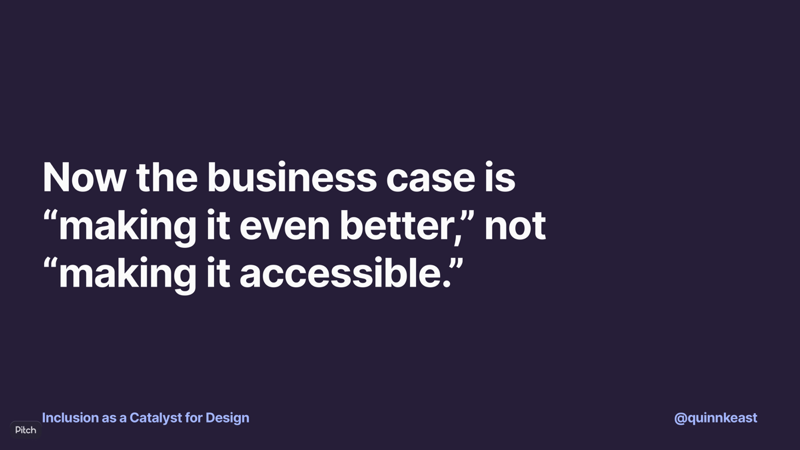 Now the business case is
“making it even better,” not
“making it accessible.”
Inclusion as a Catalyst for Design
@quinnkeast
Pitch